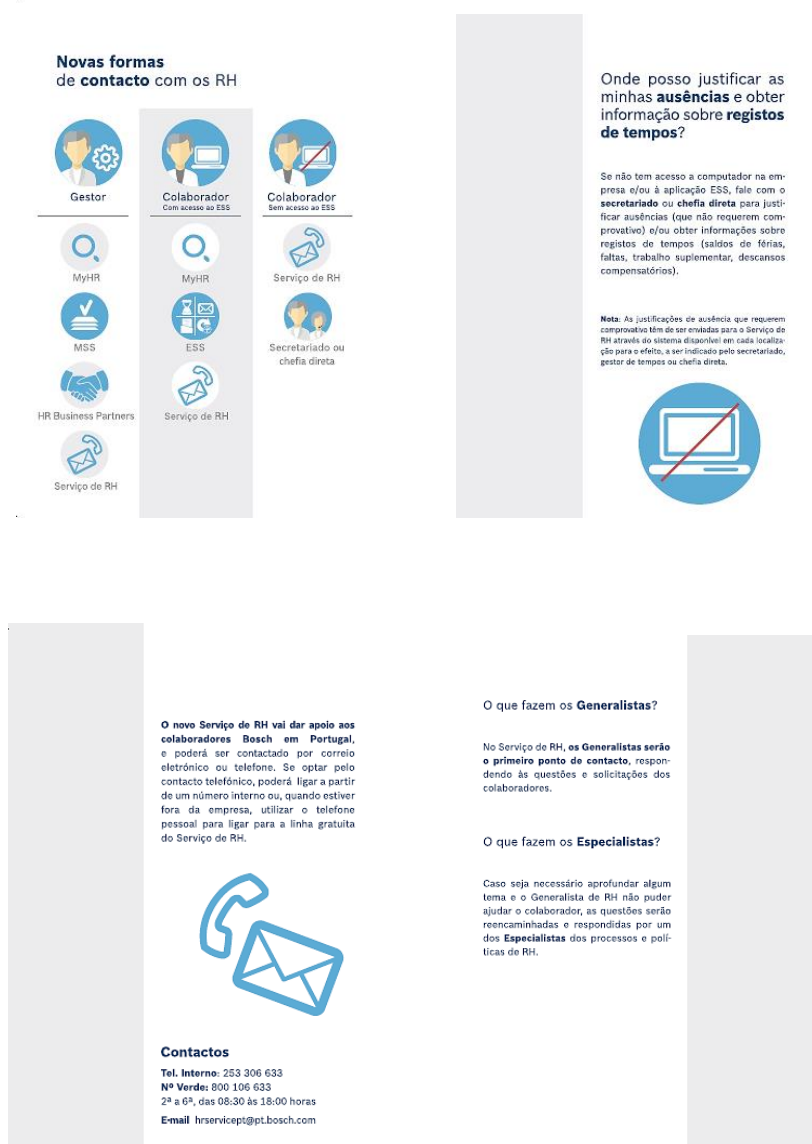 Novas formas
de contacto com os RH
Gestor
MyHR
MSS
HR Business Partners
Serviço de RH
Colaborador
Com acesso ao ESS
MyHR
ESS
Serviço de RH
Colaborador
Sem acesso ao ESS
Serviço de RH
Secretariado ou
chefia direta
Onde posso justificar as
minhas ausências e obter
informação sobre registos
de tempos?
Se não tem acesso a computador na em-
presa e/ou à aplicação ESS, fale com o
secretariado ou chefia direta para justi-
ficar ausências (que não requerem com-
provativo) e/ou obter informações sobre
registos de tempos (saldos de férias,
faltas, trabalho suplementar, descansos
compensatórios).
Nota: As justificações de ausência que requerem
comprovativo têm de ser enviadas para o Serviço de
RH através do sistema disponível em cada localiza-
ção para o efeito, a ser indicado pelo secretariado,
gestor de tempos ou chefia direta.
O novo Serviço de RH vai dar apoio aos
colaboradores Bosch em Portugal,
e poderá ser contactado por correio
eletrónico ou telefone. Se optar pelo
contacto telefónico, poderá ligar a partir
de um número interno ou, quando estiver
fora da empresa, utilizar o telefone
pessoal para ligar para a linha gratuita
do Serviço de RH.
Contactos
Tel. Interno: 253 306 633
Nº Verde: 800 106 633
2ª a 6ª, das 08:30 às 18:00 horas
E-mail hrservicept@pt.bosch.com
O que fazem os Generalistas?
No Serviço de RH, os Generalistas serão
o primeiro ponto de contacto, respon-
dendo às questões e solicitações dos
colaboradores.
O que fazem os Especialistas?
Caso seja necessário aprofundar algum
tema e o Generalista de RH não puder
ajudar o colaborador, as questões serão
reencaminhadas e respondidas por um
dos Especialistas dos processos e polí-
ticas de RH.